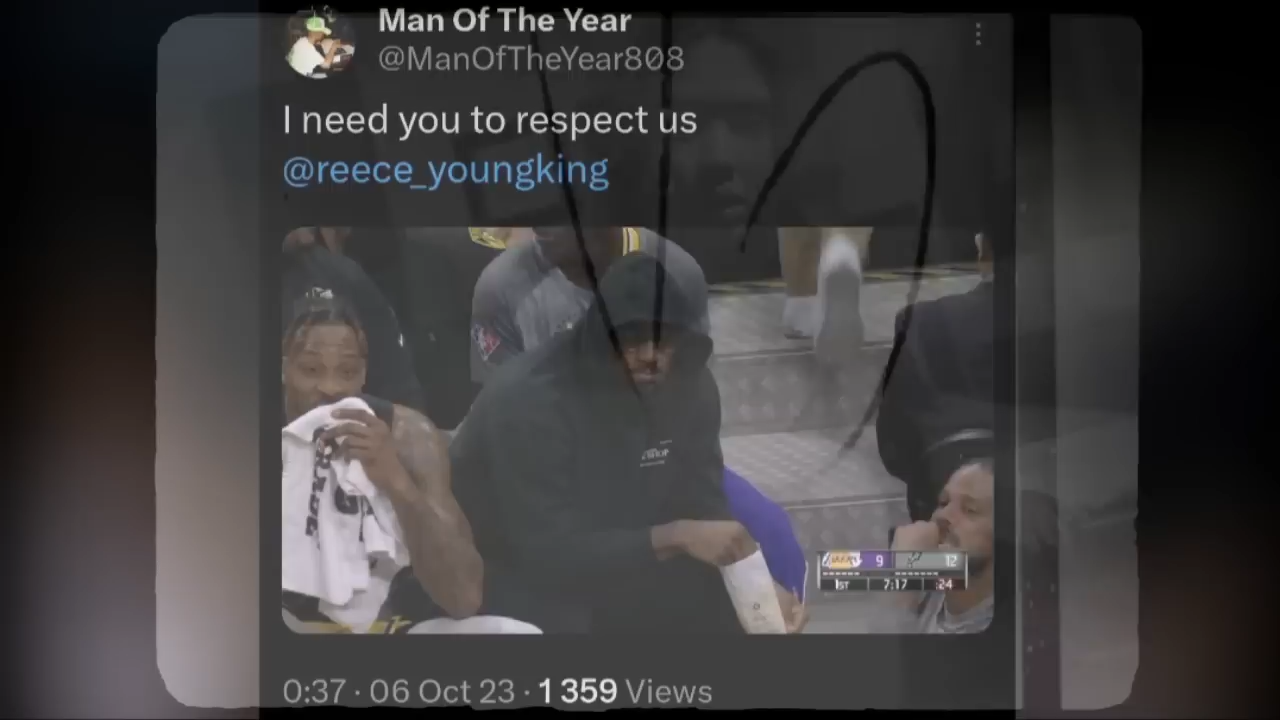 Man Of The Year
@ManOfTheYear808
I need you to respect us
@reece_youngking
9
12
1ST
7:17
:24
0:37 · 06 Oct 23 · 1 359 Views